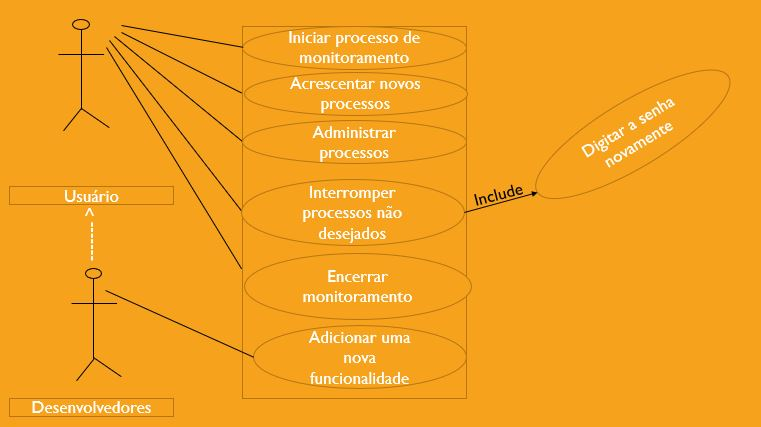 Iniciar processo de
monitoramento
Acrescentar novos
processos
Administrar
processos
Interromper
processos não
desejados
Include
Digitar a senha
novamente
Usuário
Encerrar
monitoramento
Adicionar uma
nova
funcionalidade
Desenvolvedores